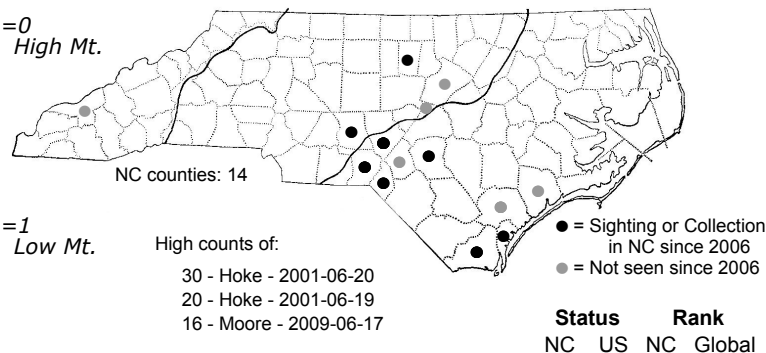 =0
High Mt.
NC counties: 14
=1
Low Mt.
High counts of:
30 - Hoke - 2001-06-20
20 - Hoke - 2001-06-19
16 - Moore - 2009-06-17
= Sighting or Collection
in NC since 2006
= Not seen since 2006
Status Rank
NC US NC Global